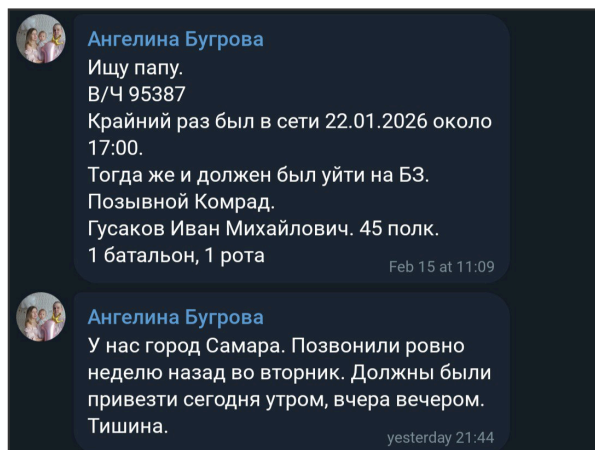 Ангелина Бугрова
Ищу папу.
В/Ч 95387
Крайний раз был в сети 22.01.2026 около
17:00.
Тогда же и должен был уйти на БЗ.
Позывной Комрад.
Гусаков Иван Михайлович. 45 полк.
1 батальон, 1 рота
Feb 15 at 11:09
Ангелина Бугрова
У нас город Самара. Позвонили ровно
неделю назад во вторник. Должны были
привезти сегодня утром, вчера вечером.
Тишина.
yesterday 21:44